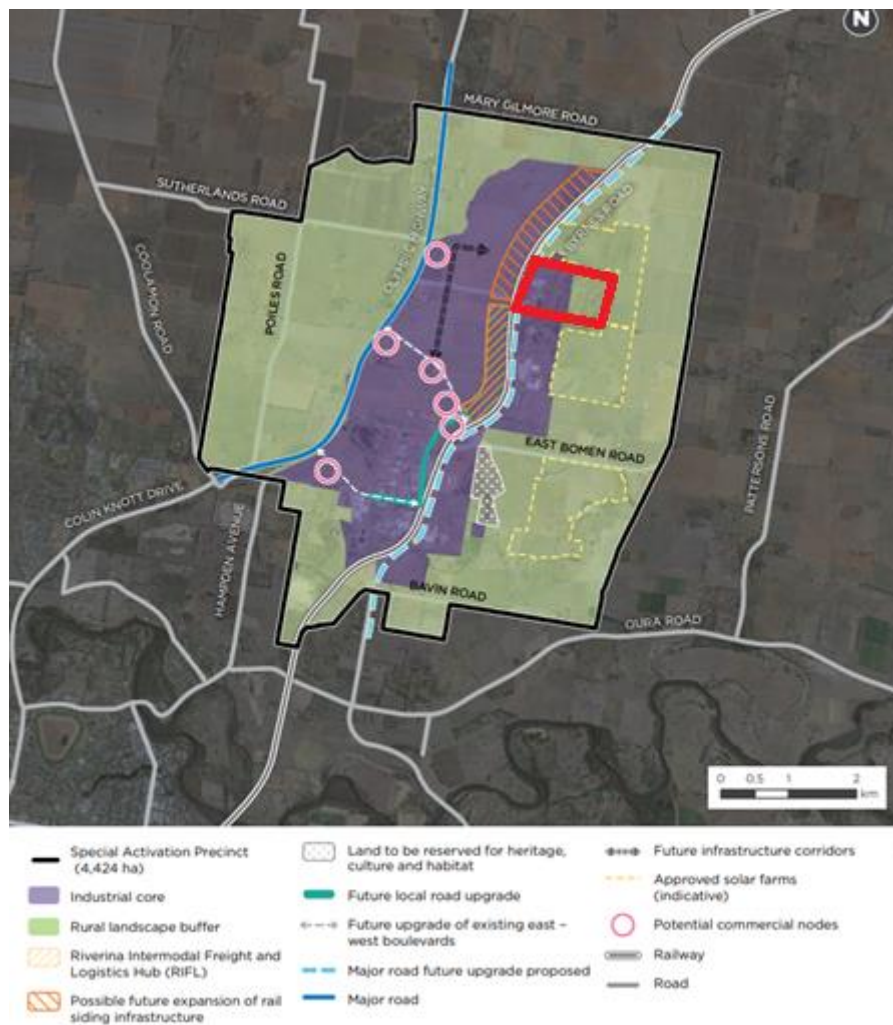 N
MARY GILMORE ROAD
SUTHERLANDS ROAD
OLYMPIC HIGHWAY
BYRNES ROAD
COOLAMON ROAD
POILES ROAD
EAST BOMEN ROAD
PATTERSONS ROAD
COLIN KNOTT DRIVE
HAMPDEN AVENUE
BAVIN ROAD
OURA ROAD
0 0.5 1 2
km
Special Activation Precinct
(4,424 ha)
Industrial core
Rural landscape buffer
Riverina Intermodal Freight and
Logistics Hub (RIFL)
Possible future expansion of rail
siding infrastructure
Land to be reserved for heritage,
culture and habitat
Future local road upgrade
Future upgrade of existing east –
west boulevards
Major road future upgrade proposed
Major road
Future infrastructure corridors
Approved solar farms
(indicative)
Potential commercial nodes
Railway
Road